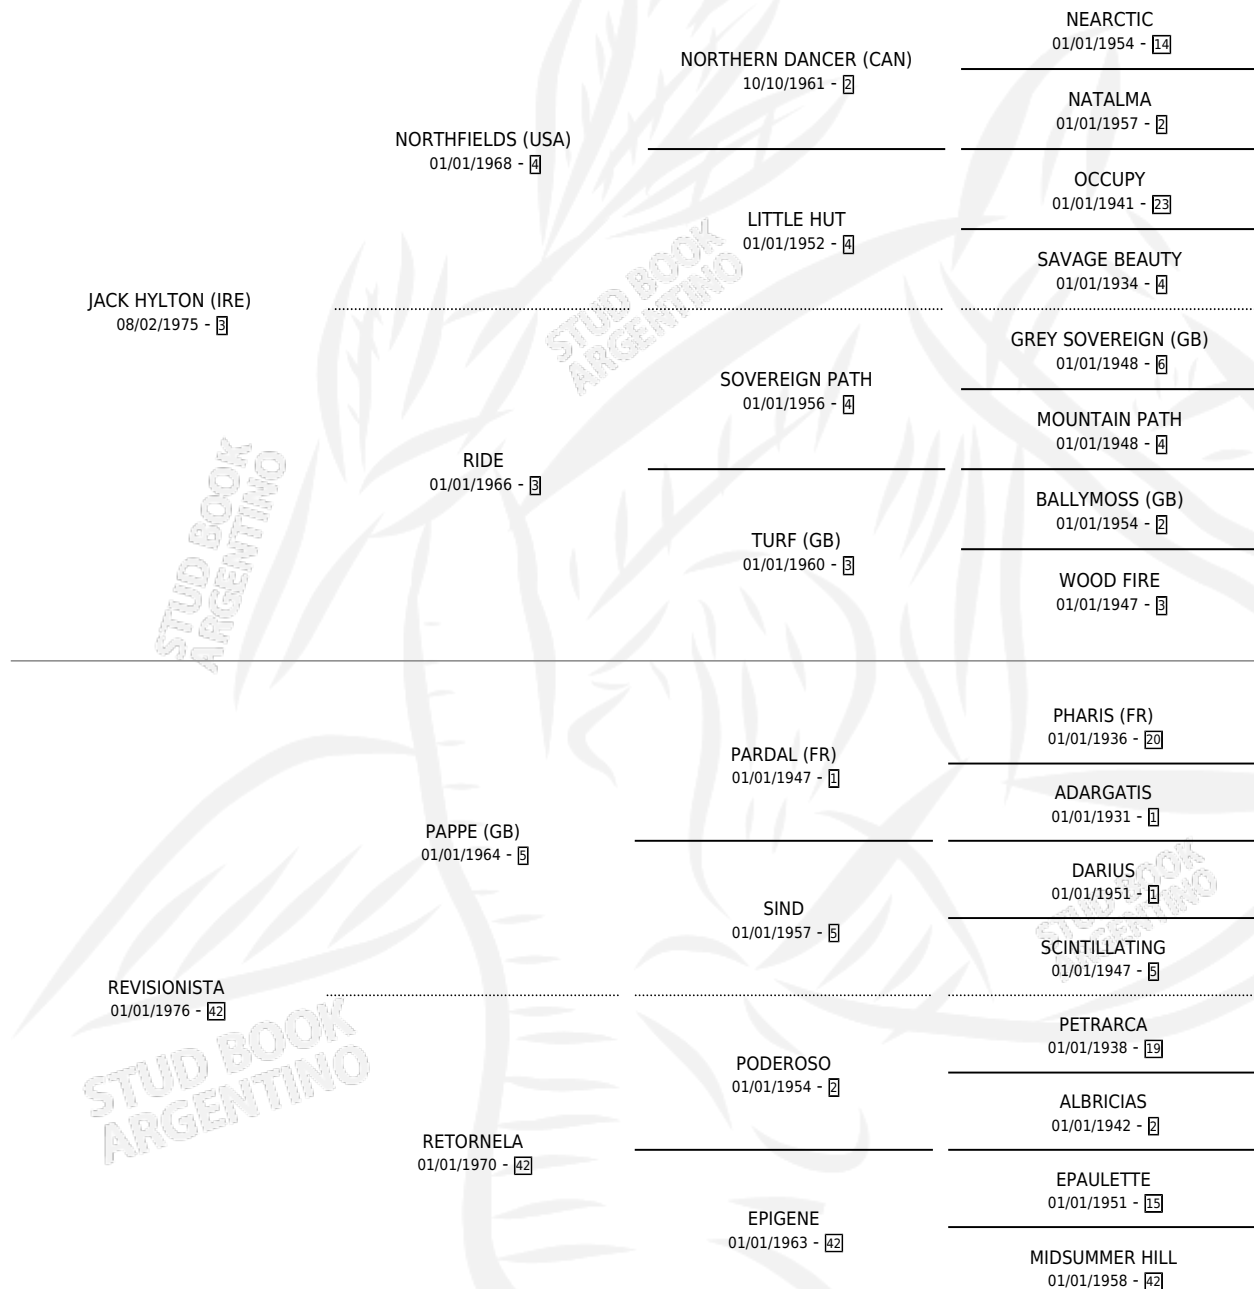 NEARCTIC
01/01/1954 - 14
NORTHERN DANCER (CAN)
10/10/1961 - 2
NATALMA
01/01/1957 - 2
NORTHFIELDS (USA)
01/01/1968 - 4
OCCUPY
01/01/1941 - 23
LITTLE HUT
01/01/1952 - 4
SAVAGE BEAUTY
01/01/1934 - 4
JACK HYLTON (IRE)
08/02/1975 - 3
GREY SOVEREIGN (GB)
01/01/1948 - 6
SOVEREIGN PATH
01/01/1956 - 4
MOUNTAIN PATH
01/01/1948 - 4
RIDE
01/01/1966 - 3
BALLYMOSS (GB)
01/01/1954 - 2
TURF (GB)
01/01/1960 - 3
WOOD FIRE
01/01/1947 - 3
PHARIS (FR)
01/01/1936 - 20
PARDAL (FR)
01/01/1947 - 1
ADARGATIS
01/01/1931 - 1
PAPPE (GB)
01/01/1964 - 5
DARIUS
01/01/1951 - 1
SIND
01/01/1957 - 5
SCINTILLATING
01/01/1947 - 5
REVISIONISTA
01/01/1976 - 42
PETRARCA
01/01/1938 - 19
PODEROSO
01/01/1954 - 2
ALBRICIAS
01/01/1942 - 2
RETORNELA
01/01/1970 - 42
EPAULETTE
01/01/1951 - 15
EPIGENE
01/01/1963 - 42
MIDSUMMER HILL
01/01/1958 - 42
STUD BOOK
ARGENTINO
STUD BOOK
ARGENTINO
STUD BOOK
ARGENTINO
STUD BOOK
ARGENTINO